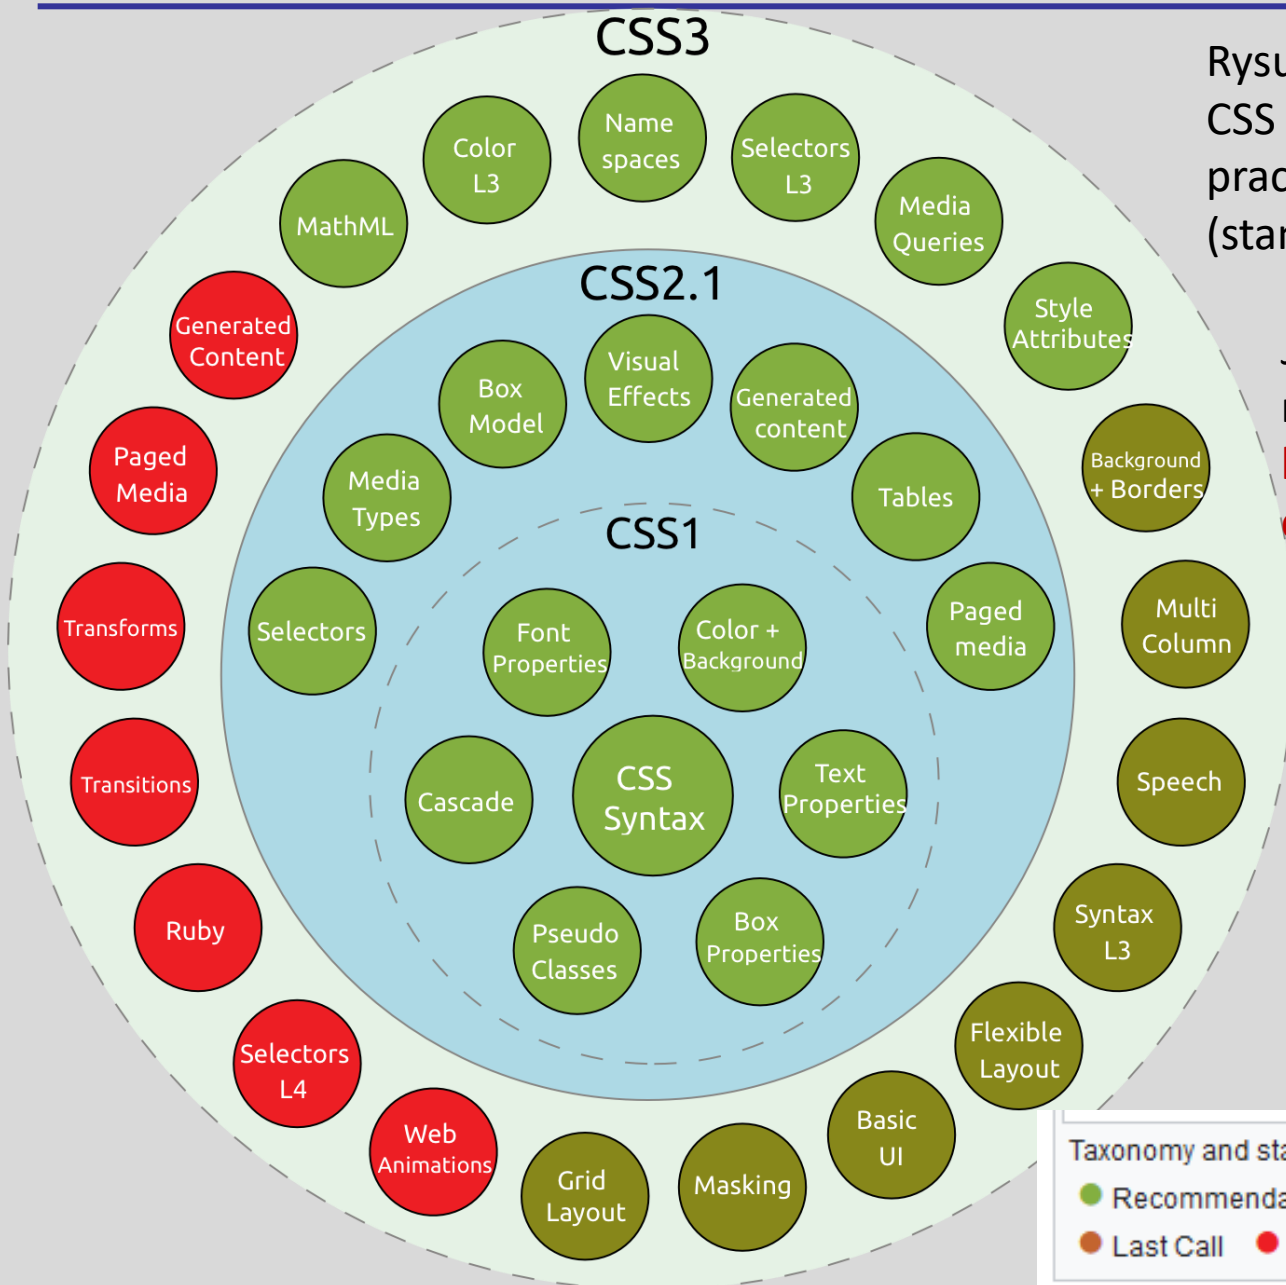 CSS3
Name
spaces
Color
L3
Selectors
L3
MathML
Media
Queries
Generated
Content
Style
Attributes
Paged
Media
Background
+ Borders
Transforms
Multi
Column
Transitions
Speech
Ruby
Syntax
L3
Selectors
L4
Flexible
Layout
Web
Animations
Basic
UI
Grid
Layout
Masking
CSS2.1
Visual
Effects
Box
Model
Generated
content
Media
Types
Tables
Selectors
Paged
media
CSS1
Font
Properties
Color +
Background
Cascade
CSS
Syntax
Text
Properties
Pseudo
Classes
Box
Properties
Rysu
CSS
prac
(star
Taxonomy and sta
Recommenda
Last Call